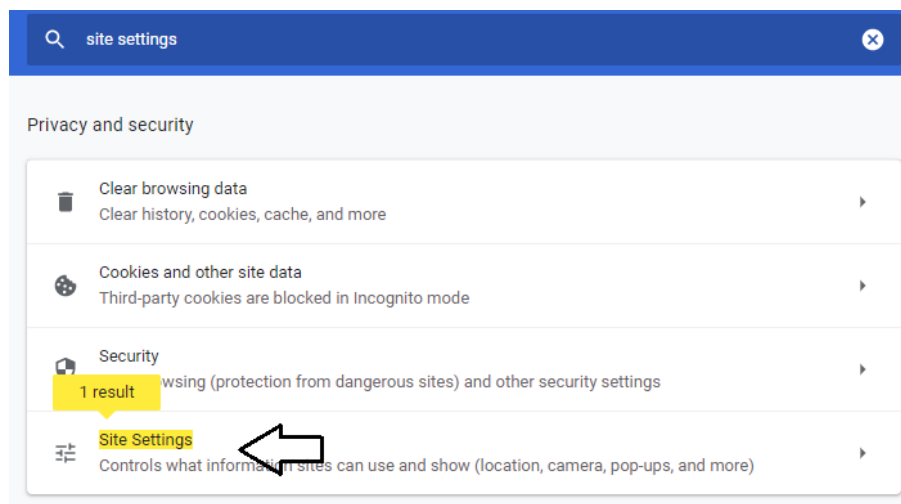 site settings
Privacy and security
Clear browsing data
Clear history, cookies, cache, and more
Cookies and other site data
Third-party cookies are blocked in Incognito mode
Security
wsing (protection from dangerous sites) and other security settings
1 result
Site Settings
Controls what information sites can use and show (location, camera, pop-ups, and more)